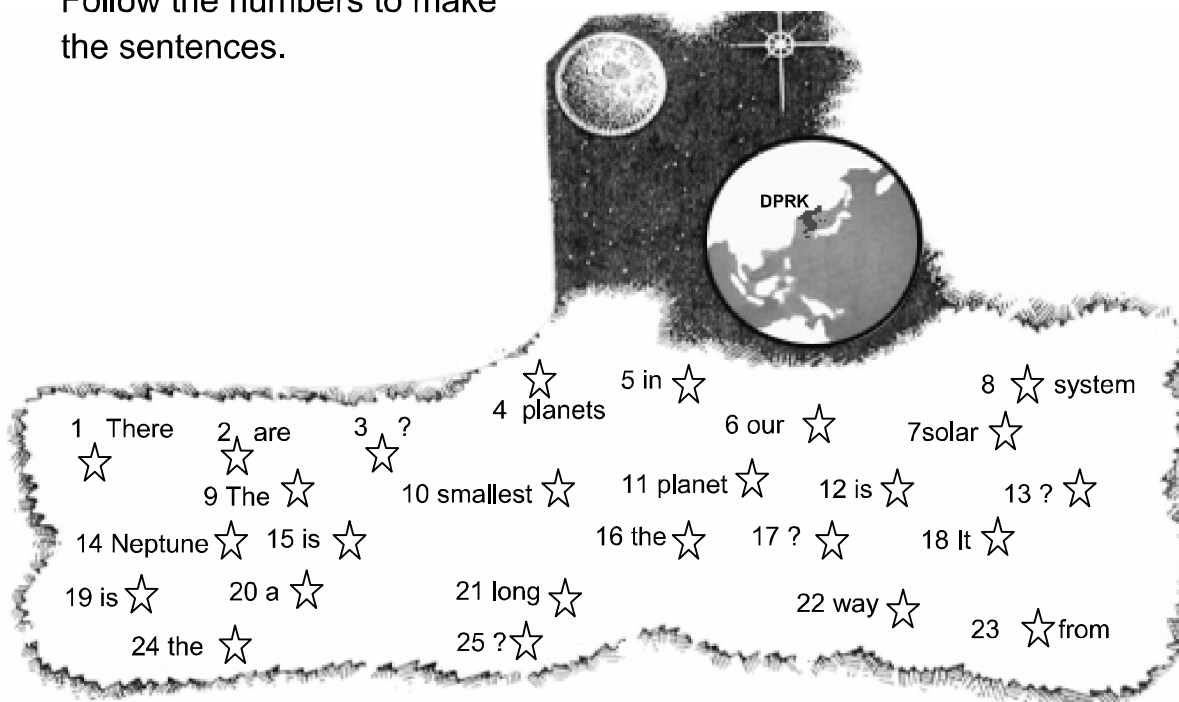 Follow the numbers to make
the sentences.
DPRK
1 There
2 are
3 ?
4 planets
5 in
6 our
7solar
8 system
9 The
10 smallest
11 planet
12 is
13 ?
14 Neptune
15 is
16 the
17 ?
18 It
19 is
20 a
21 long
22 way
23 from
24 the
25 ?